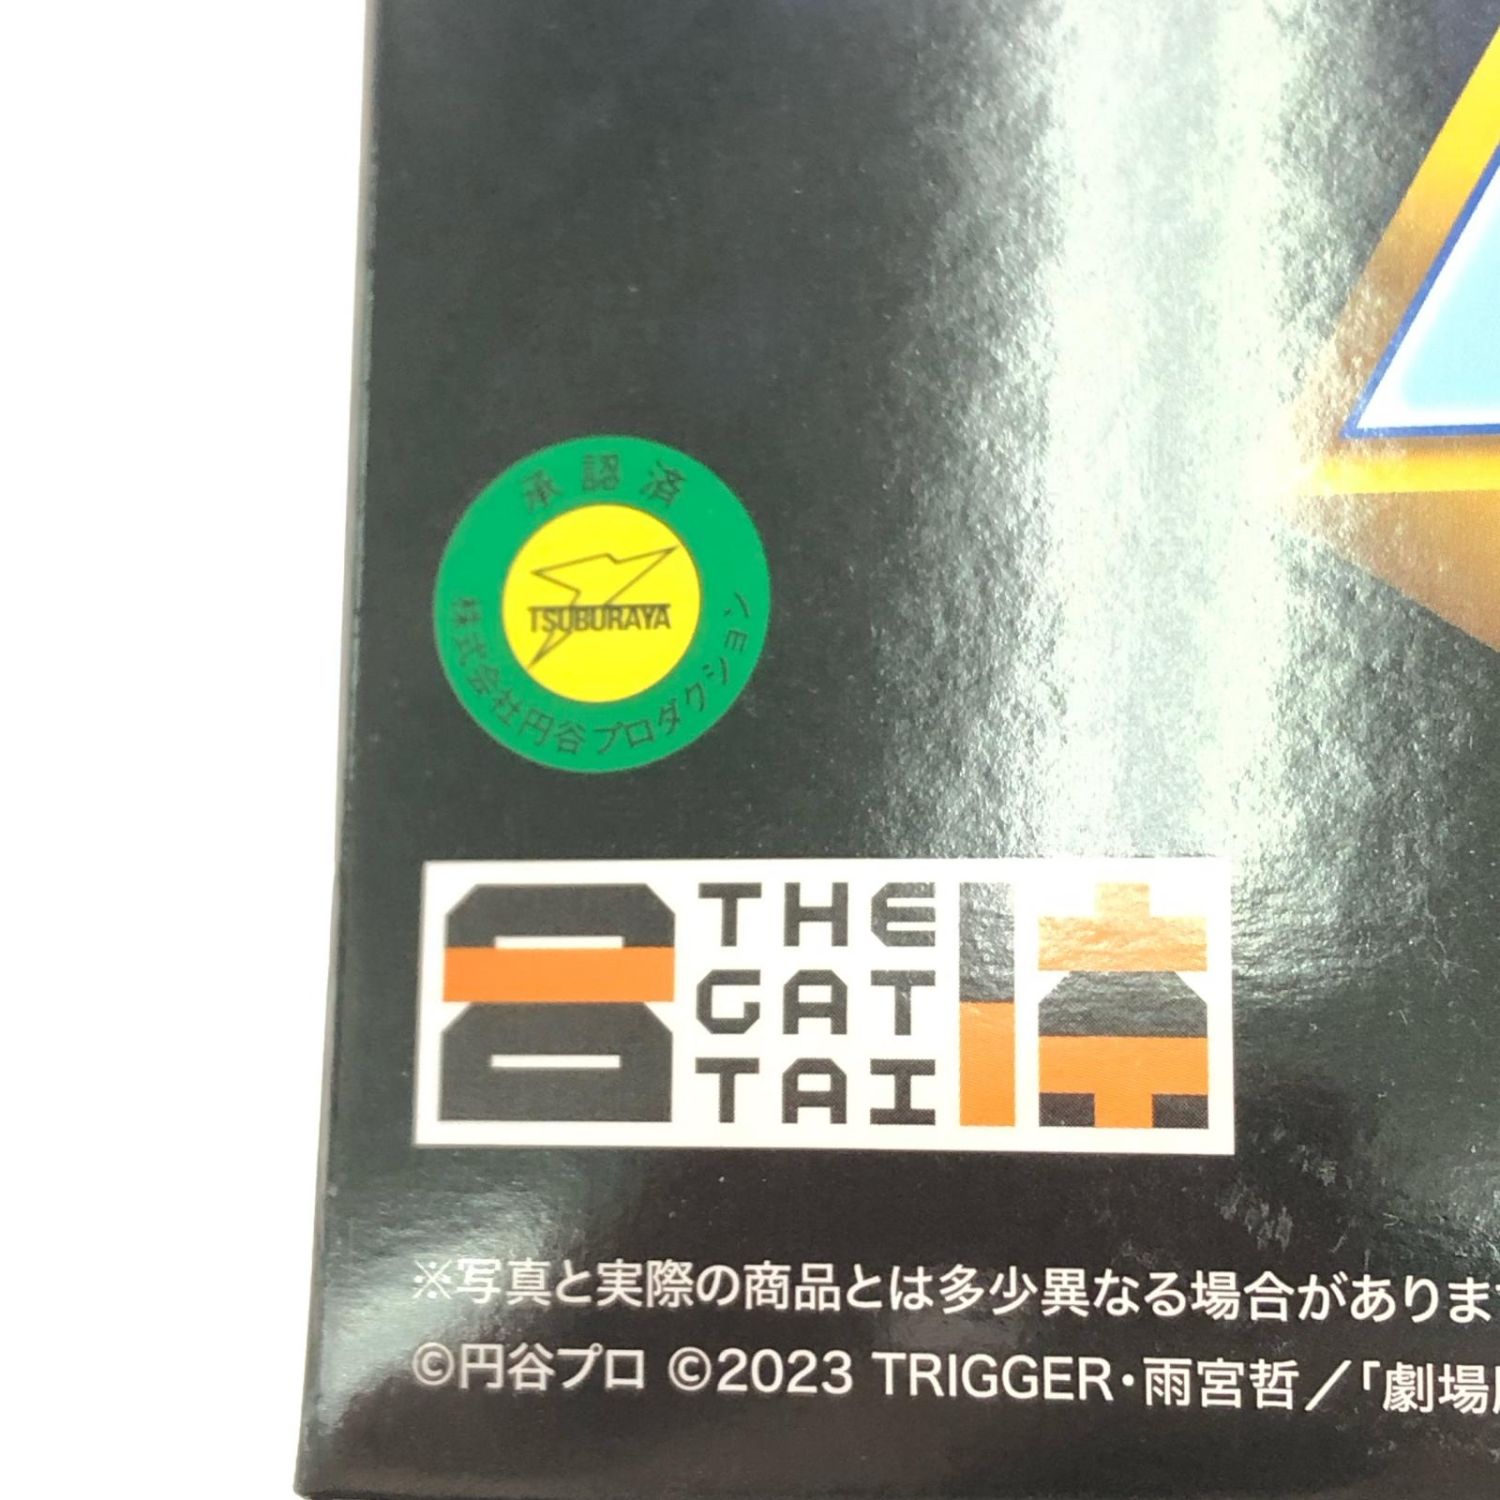 承認済
TSUBURAYA
株式会社円谷プロダクション
合体
THE
GAT
TAI
※写真と実際の商品とは多少異なる場合がありま
©円谷プロ ©2023 TRIGGER・雨宮哲／「劇場